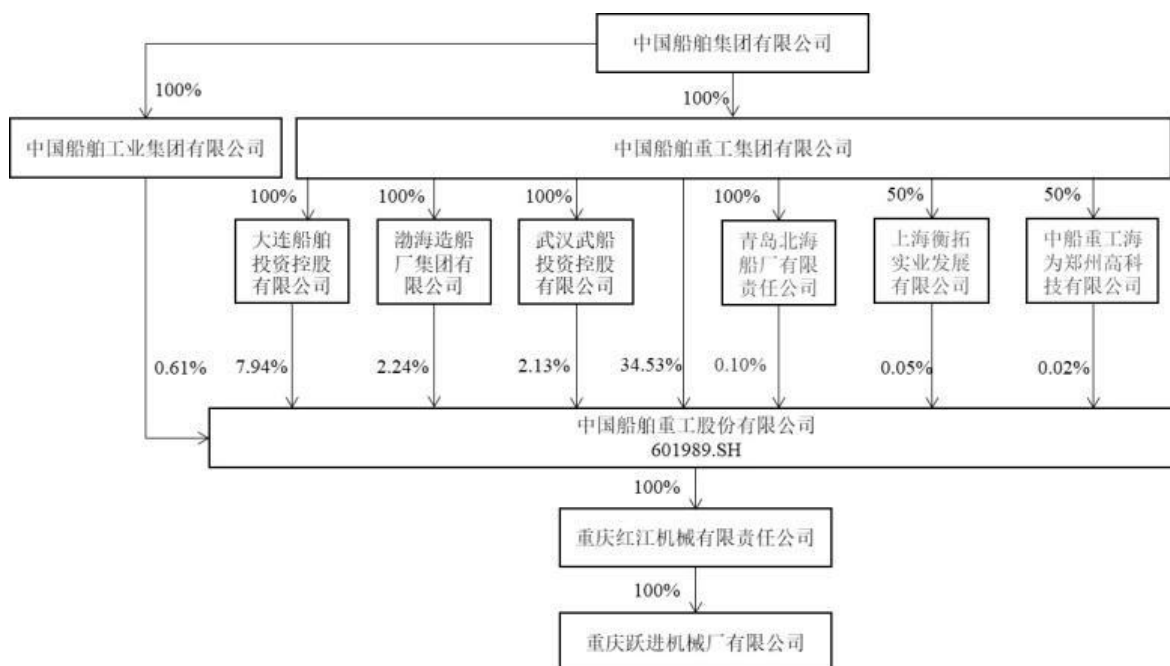 中国船舶集团有限公司
100%
100%
中国船舶工业集团有限公司
中国船舶重工集团有限公司
100%
100%
100%
100%
50%
50%
大连船舶
投资控股
有限公司
渤海造船
厂集团有
限公司
武汉武船
投资控股
有限公司
青岛北海
船厂有限
责任公司
上海衡拓
实业发展
有限公司
中船重工海
为郑州高科
技有限公司
0.61%
7.94%
2.24%
2.13%
34.53%
0.10%
0.05%
0.02%
中国船舶重工股份有限公司
601989.SH
100%
重庆红江机械有限责任公司
100%
重庆跃进机械厂有限公司